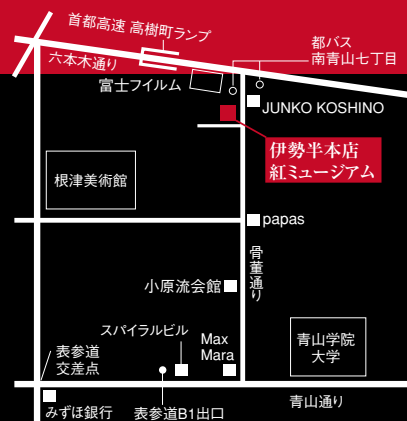 首都高速 高樹町ランプ
六本木通り
都バス
南青山七丁目
富士フイルム
JUNKO KOSHINO
伊勢半本店
紅ミュージアム
根津美術館
papas
骨董通り
小原流会館
スパイラルビル
Max
Mara
青山学院
大学
表参道
交差点
青山通り
みずほ銀行
表参道B1出口